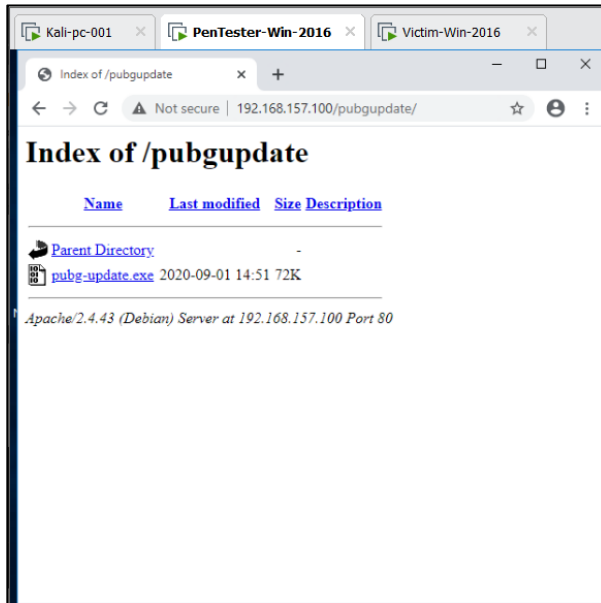 Kali-pc-001 PenTester-Win-2016 Victim-Win-2016
Index of /pubgupdate
Not secure | 192.168.157.100/pubgupdate/
Index of /pubgupdate
Name Last modified Size Description
Parent Directory -
pubg-update.exe 2020-09-01 14:51 72K
Apache/2.4.43 (Debian) Server at 192.168.157.100 Port 80